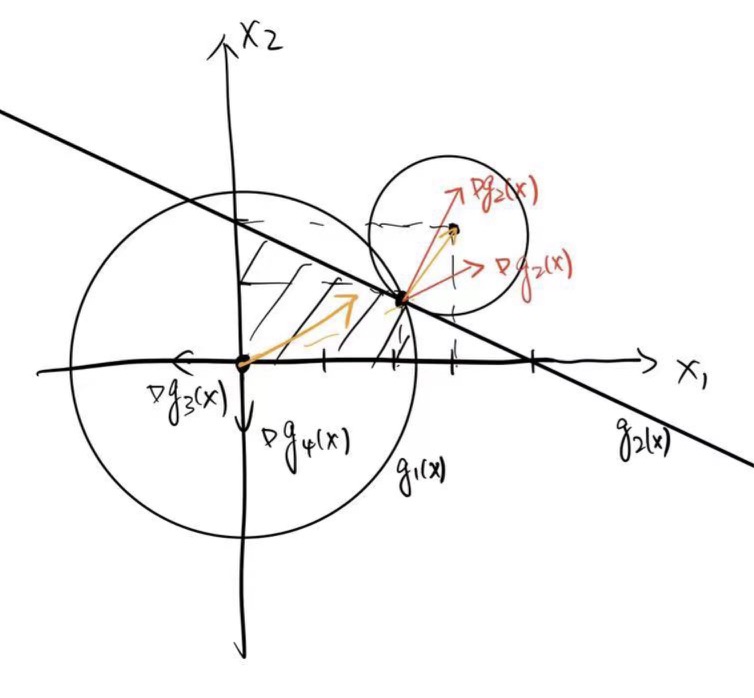 x₂
∇g₂(x)
∇g₂(x)
x₁
∇g₃(x)
∇g₄(x)
g₁(x)
g₂(x)